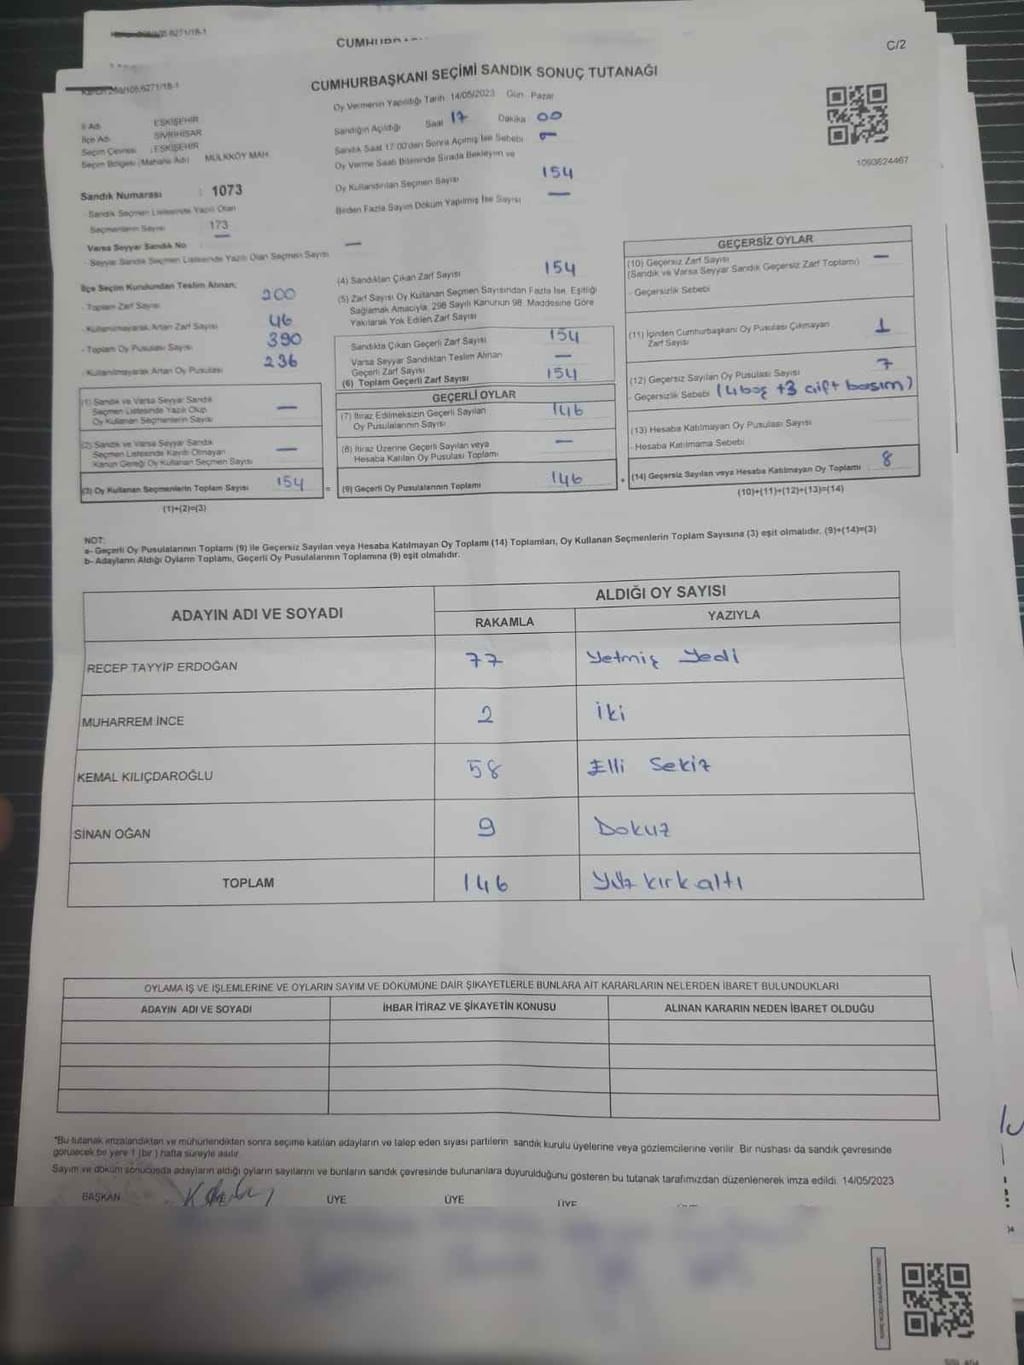 CUMHURBAŞKANI SEÇİMİ SANDIK SONUÇ TUTANAĞI
C/2
Oy Vermenin Yapıldığı Tarih 14/05/2023 Gün Pazar
Sandığın Açıldığı Saat 17 Dakika 00
Sandık Saat 17:00'den Sonra Açılmış İse Sebebi –
Oy Verme Saati Bitiminde Sırada Bekleyen ve
Oy Kullandırılan Seçmen Sayısı 154
Birden Fazla Sayım Döküm Yapılmış İse Sayısı —
1093624467
İl Adı ESKİŞEHİR
İlçe Adı SİVRİHİSAR
Seçim Çevresi : ESKİŞEHİR
Seçim Bölgesi (Mahalle Adı) MÜLKKÖY MAH.
Sandık Numarası : 1073
- Sandık Seçmen Listesinde Yazılı Olan
Seçmenlerin Sayısı 173
Varsa Seyyar Sandık No —
- Seyyar Sandık Seçmen Listesinde Yazılı Olan Seçmen Sayısı —
İlçe Seçim Kurulundan Teslim Alınan;
- Toplam Zarf Sayısı 200
- Kullanılmayarak Artan Zarf Sayısı 46
- Toplam Oy Pusulası Sayısı 390
- Kullanılmayarak Artan Oy Pusulası 236
(1) Sandık ve Varsa Seyyar Sandık
Seçmen Listesinde Yazılı Olup
Oy Kullanan Seçmenlerin Sayısı —
(2) Sandık ve Varsa Seyyar Sandık
Seçmen Listesinde Kayıtlı Olmayan
Kanun Gereği Oy Kullanan Seçmen Sayısı —
(3) Oy Kullanan Seçmenlerin Toplam Sayısı 154
(1)+(2)=(3)
(4) Sandıktan Çıkan Zarf Sayısı 154
(5) Zarf Sayısı Oy Kullanan Seçmen Sayısından Fazla İse, Eşitliği
Sağlamak Amacıyla, 298 Sayılı Kanunun 98. Maddesine Göre
Yakılarak Yok Edilen Zarf Sayısı
Sandıkta Çıkan Geçerli Zarf Sayısı 154
Varsa Seyyar Sandıktan Teslim Alınan
Geçerli Zarf Sayısı —
(6) Toplam Geçerli Zarf Sayısı 154
GEÇERLİ OYLAR
(7) İtiraz Edilmeksizin Geçerli Sayılan
Oy Pusulalarının Sayısı 146
(8) İtiraz Üzerine Geçerli Sayılan veya
Hesaba Katılan Oy Pusulası Toplamı —
= (9) Geçerli Oy Pusulalarının Toplamı 146 +
GEÇERSİZ OYLAR
(10) Geçersiz Zarf Sayısı —
(Sandık ve Varsa Seyyar Sandık Geçersiz Zarf Toplamı)
- Geçersizlik Sebebi
(11) İçinden Cumhurbaşkanı Oy Pusulası Çıkmayan
Zarf Sayısı 1
(12) Geçersiz Sayılan Oy Pusulası Sayısı 7
- Geçersizlik Sebebi (4 boş +3 çift basım)
(13) Hesaba Katılmayan Oy Pusulası Sayısı
- Hesaba Katılmama Sebebi
(14) Geçersiz Sayılan veya Hesaba Katılmayan Oy Toplamı 8
(10)+(11)+(12)+(13)=(14)
NOT:
a- Geçerli Oy Pusulalarının Toplamı (9) ile Geçersiz Sayılan veya Hesaba Katılmayan Oy Toplamı (14) Toplamları, Oy Kullanan Seçmenlerin Toplam Sayısına (3) eşit olmalıdır. (9)+(14)=(3)
b- Adayların Aldığı Oyların Toplamı, Geçerli Oy Pusulalarının Toplamına (9) eşit olmalıdır.
ADAYIN ADI VE SOYADI
ALDIĞI OY SAYISI
RAKAMLA YAZIYLA
RECEP TAYYİP ERDOĞAN 77 Yetmiş Yedi
MUHARREM İNCE 2 İki
KEMAL KILIÇDAROĞLU 58 Elli Sekiz
SİNAN OĞAN 9 Dokuz
TOPLAM 146 Yüz kırk altı
OYLAMA İŞ VE İŞLEMLERİNE VE OYLARIN SAYIM VE DÖKÜMÜNE DAİR ŞİKAYETLERLE BUNLARA AİT KARARLARIN NELERDEN İBARET BULUNDUKLARI
ADAYIN ADI VE SOYADI İHBAR İTİRAZ VE ŞİKAYETİN KONUSU ALINAN KARARIN NEDEN İBARET OLDUĞU
*Bu tutanak imzalandıktan ve mühürlendikten sonra seçime katılan adayların ve talep eden siyasi partilerin sandık kurulu üyelerine veya gözlemcilerine verilir. Bir nüshası da sandık çevresinde
görülecek bir yere 1 (bir) hafta süreyle asılır.
Sayım ve döküm sonucunda adayların aldığı oyların sayılarını ve bunların sandık çevresinde bulunanlara duyurulduğunu gösteren bu tutanak tarafımızdan düzenlenerek imza edildi. 14/05/2023
BAŞKAN ÜYE ÜYE ÜYE